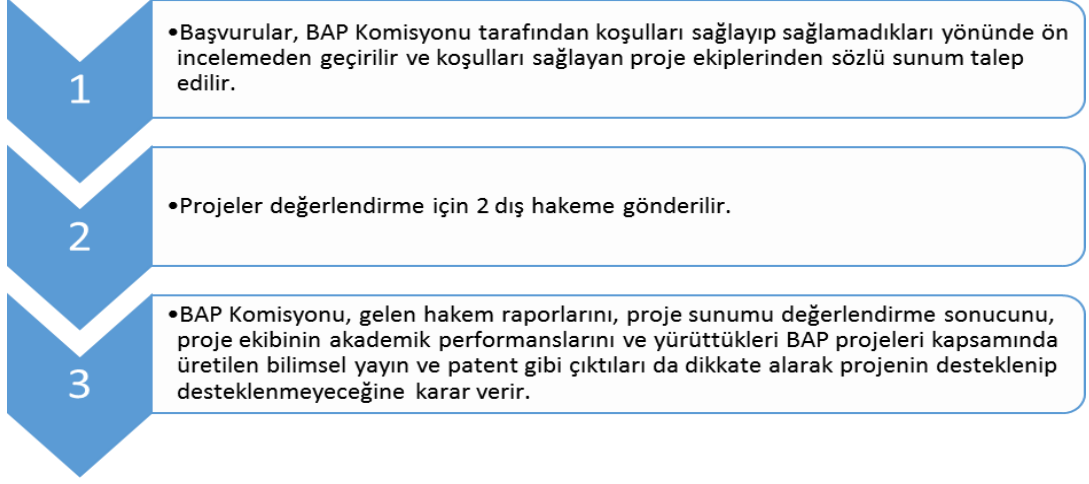 1
•Başvurular, BAP Komisyonu tarafından koşulları sağlayıp sağlamadıkları yönünde ön
incelemeden geçirilir ve koşulları sağlayan proje ekiplerinden sözlü sunum talep
edilir.
2
•Projeler değerlendirme için 2 dış hakeme gönderilir.
3
•BAP Komisyonu, gelen hakem raporlarını, proje sunumu değerlendirme sonucunu,
proje ekibinin akademik performanslarını ve yürüttükleri BAP projeleri kapsamında
üretilen bilimsel yayın ve patent gibi çıktıları da dikkate alarak projenin desteklenip
desteklenmeyeceğine karar verir.